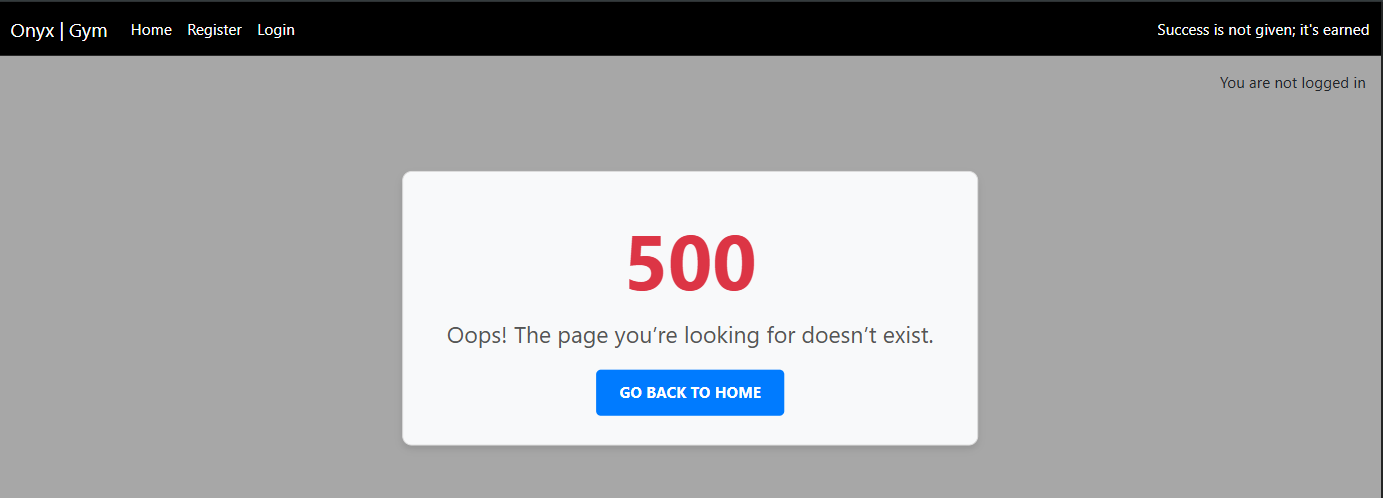 Onyx | Gym Home Register Login Success is not given; it's earned
You are not logged in
500
Oops! The page you’re looking for doesn’t exist.
GO BACK TO HOME